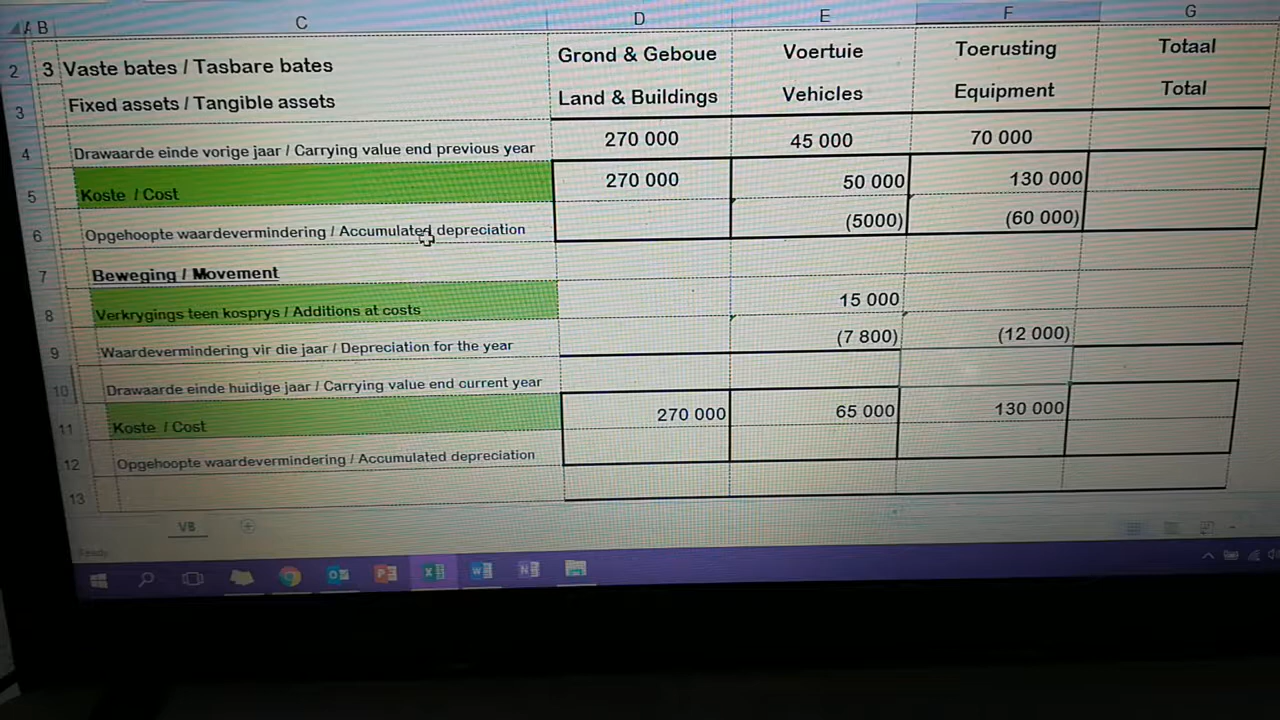 A B C D E F G
2 3 Vaste bates / Tasbare bates Grond & Geboue Voertuie Toerusting Totaal
3 Fixed assets / Tangible assets Land & Buildings Vehicles Equipment Total
4 Drawaarde einde vorige jaar / Carrying value end previous year 270 000 45 000 70 000
5 Koste / Cost 270 000 50 000 130 000
6 Opgehoopte waardevermindering / Accumulated depreciation (5000) (60 000)
7 Beweging / Movement
8 Verkrygings teen kosprys / Additions at costs 15 000
9 Waardevermindering vir die jaar / Depreciation for the year (7 800) (12 000)
10 Drawaarde einde huidige jaar / Carrying value end current year
11 Koste / Cost 270 000 65 000 130 000
12 Opgehoopte waardevermindering / Accumulated depreciation
13
VB
Ready